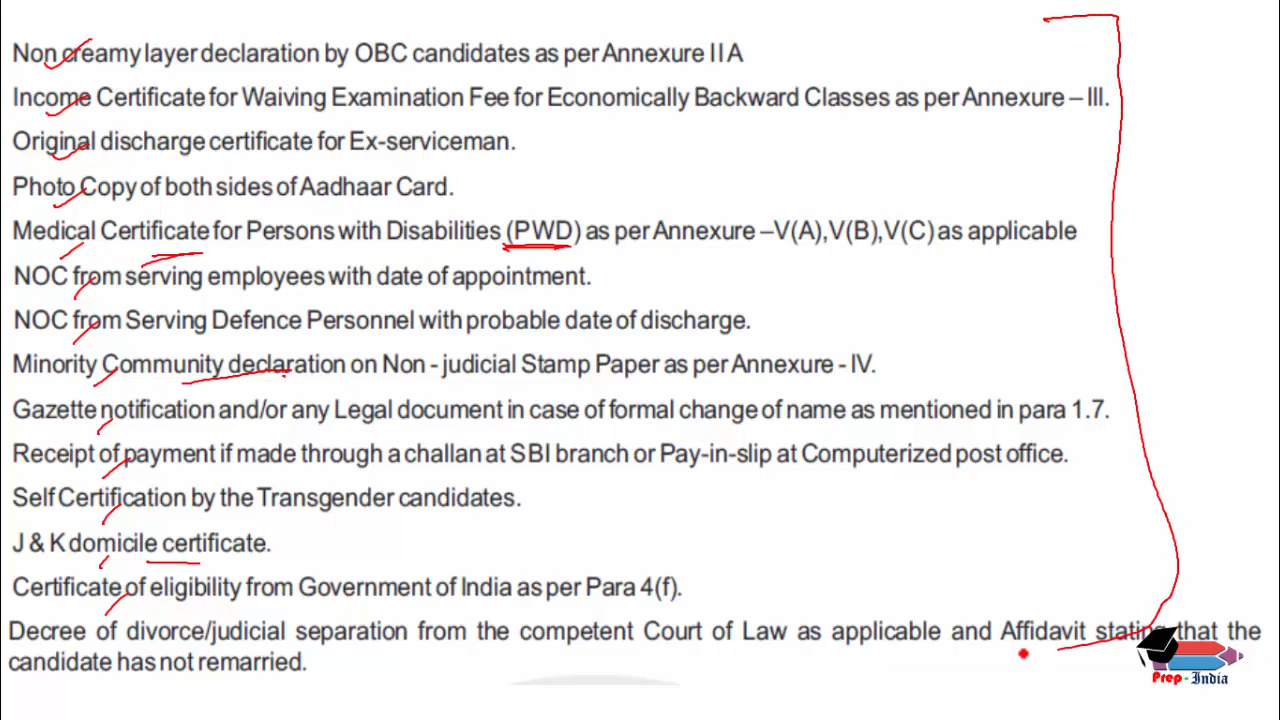 Non creamy layer declaration by OBC candidates as per Annexure II A
Income Certificate for Waiving Examination Fee for Economically Backward Classes as per Annexure – III.
Original discharge certificate for Ex-serviceman.
Photo Copy of both sides of Aadhaar Card.
Medical Certificate for Persons with Disabilities (PWD) as per Annexure –V(A),V(B),V(C) as applicable
NOC from serving employees with date of appointment.
NOC from Serving Defence Personnel with probable date of discharge.
Minority Community declaration on Non - judicial Stamp Paper as per Annexure - IV.
Gazette notification and/or any Legal document in case of formal change of name as mentioned in para 1.7.
Receipt of payment if made through a challan at SBI branch or Pay-in-slip at Computerized post office.
Self Certification by the Transgender candidates.
J & K domicile certificate.
Certificate of eligibility from Government of India as per Para 4(f).
Decree of divorce/judicial separation from the competent Court of Law as applicable and Affidavit stating that the
candidate has not remarried.
Prep - India